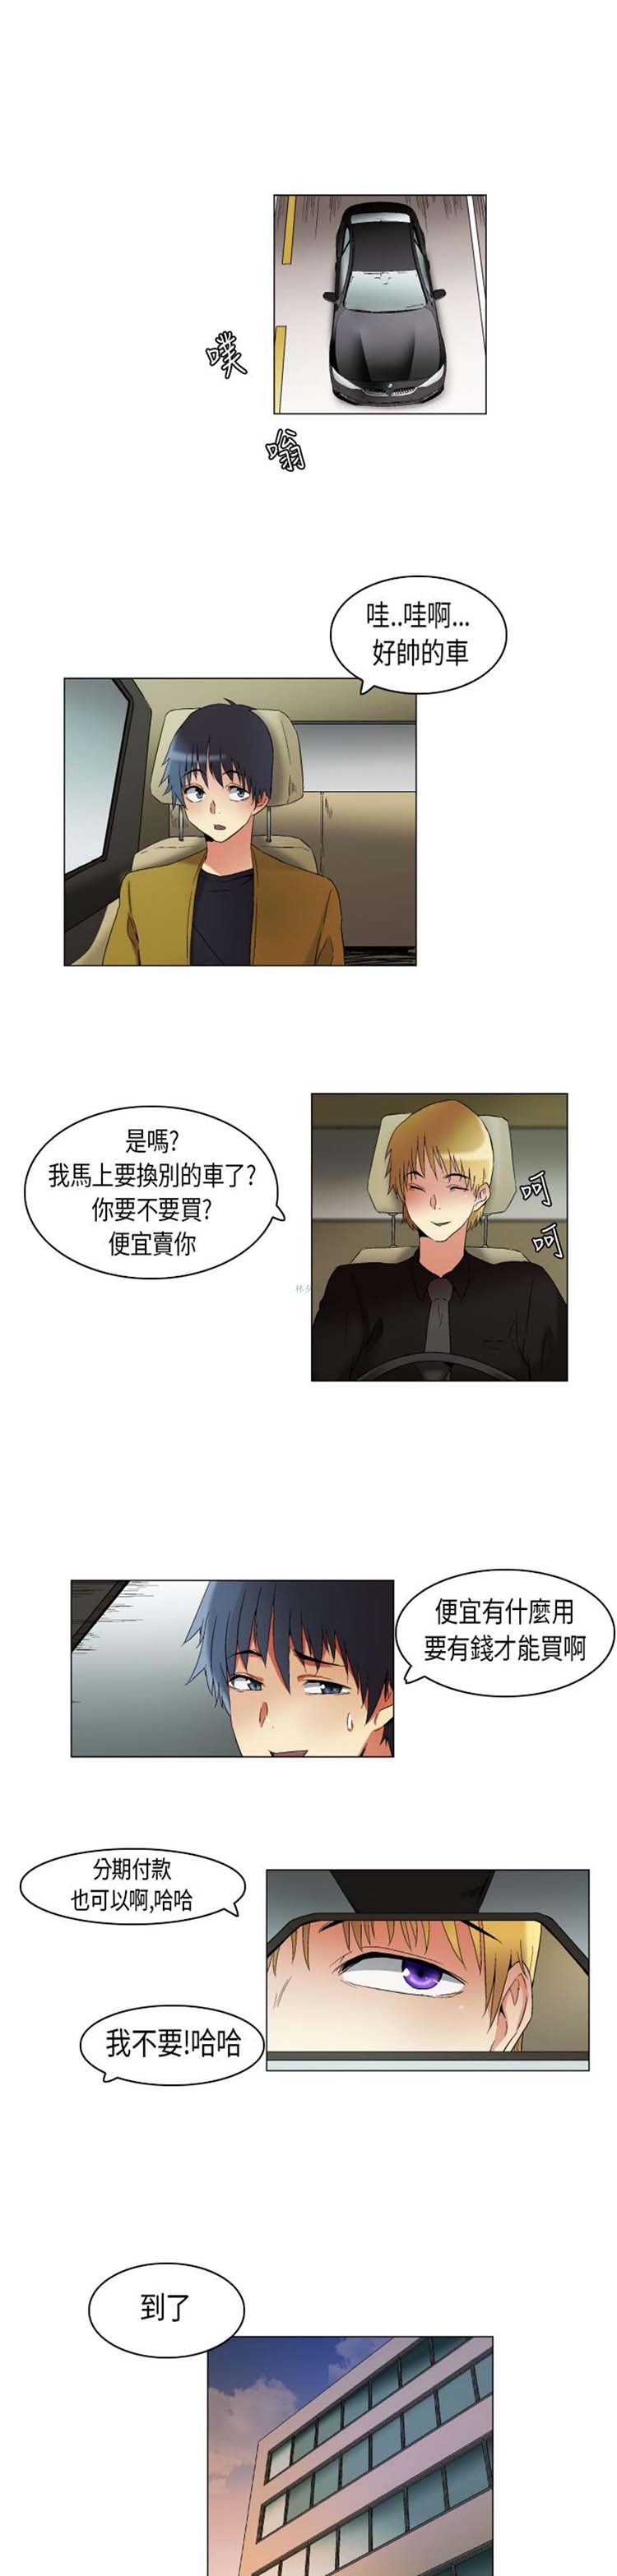 噗
嗡
哇..哇啊...
好帥的車
是嗎?
我馬上要換別的車了?
你要不要買?
便宜賣你
呵
呵
便宜有什麼用
要有錢才能買啊
分期付款
也可以啊,哈哈
我不要!哈哈
到了